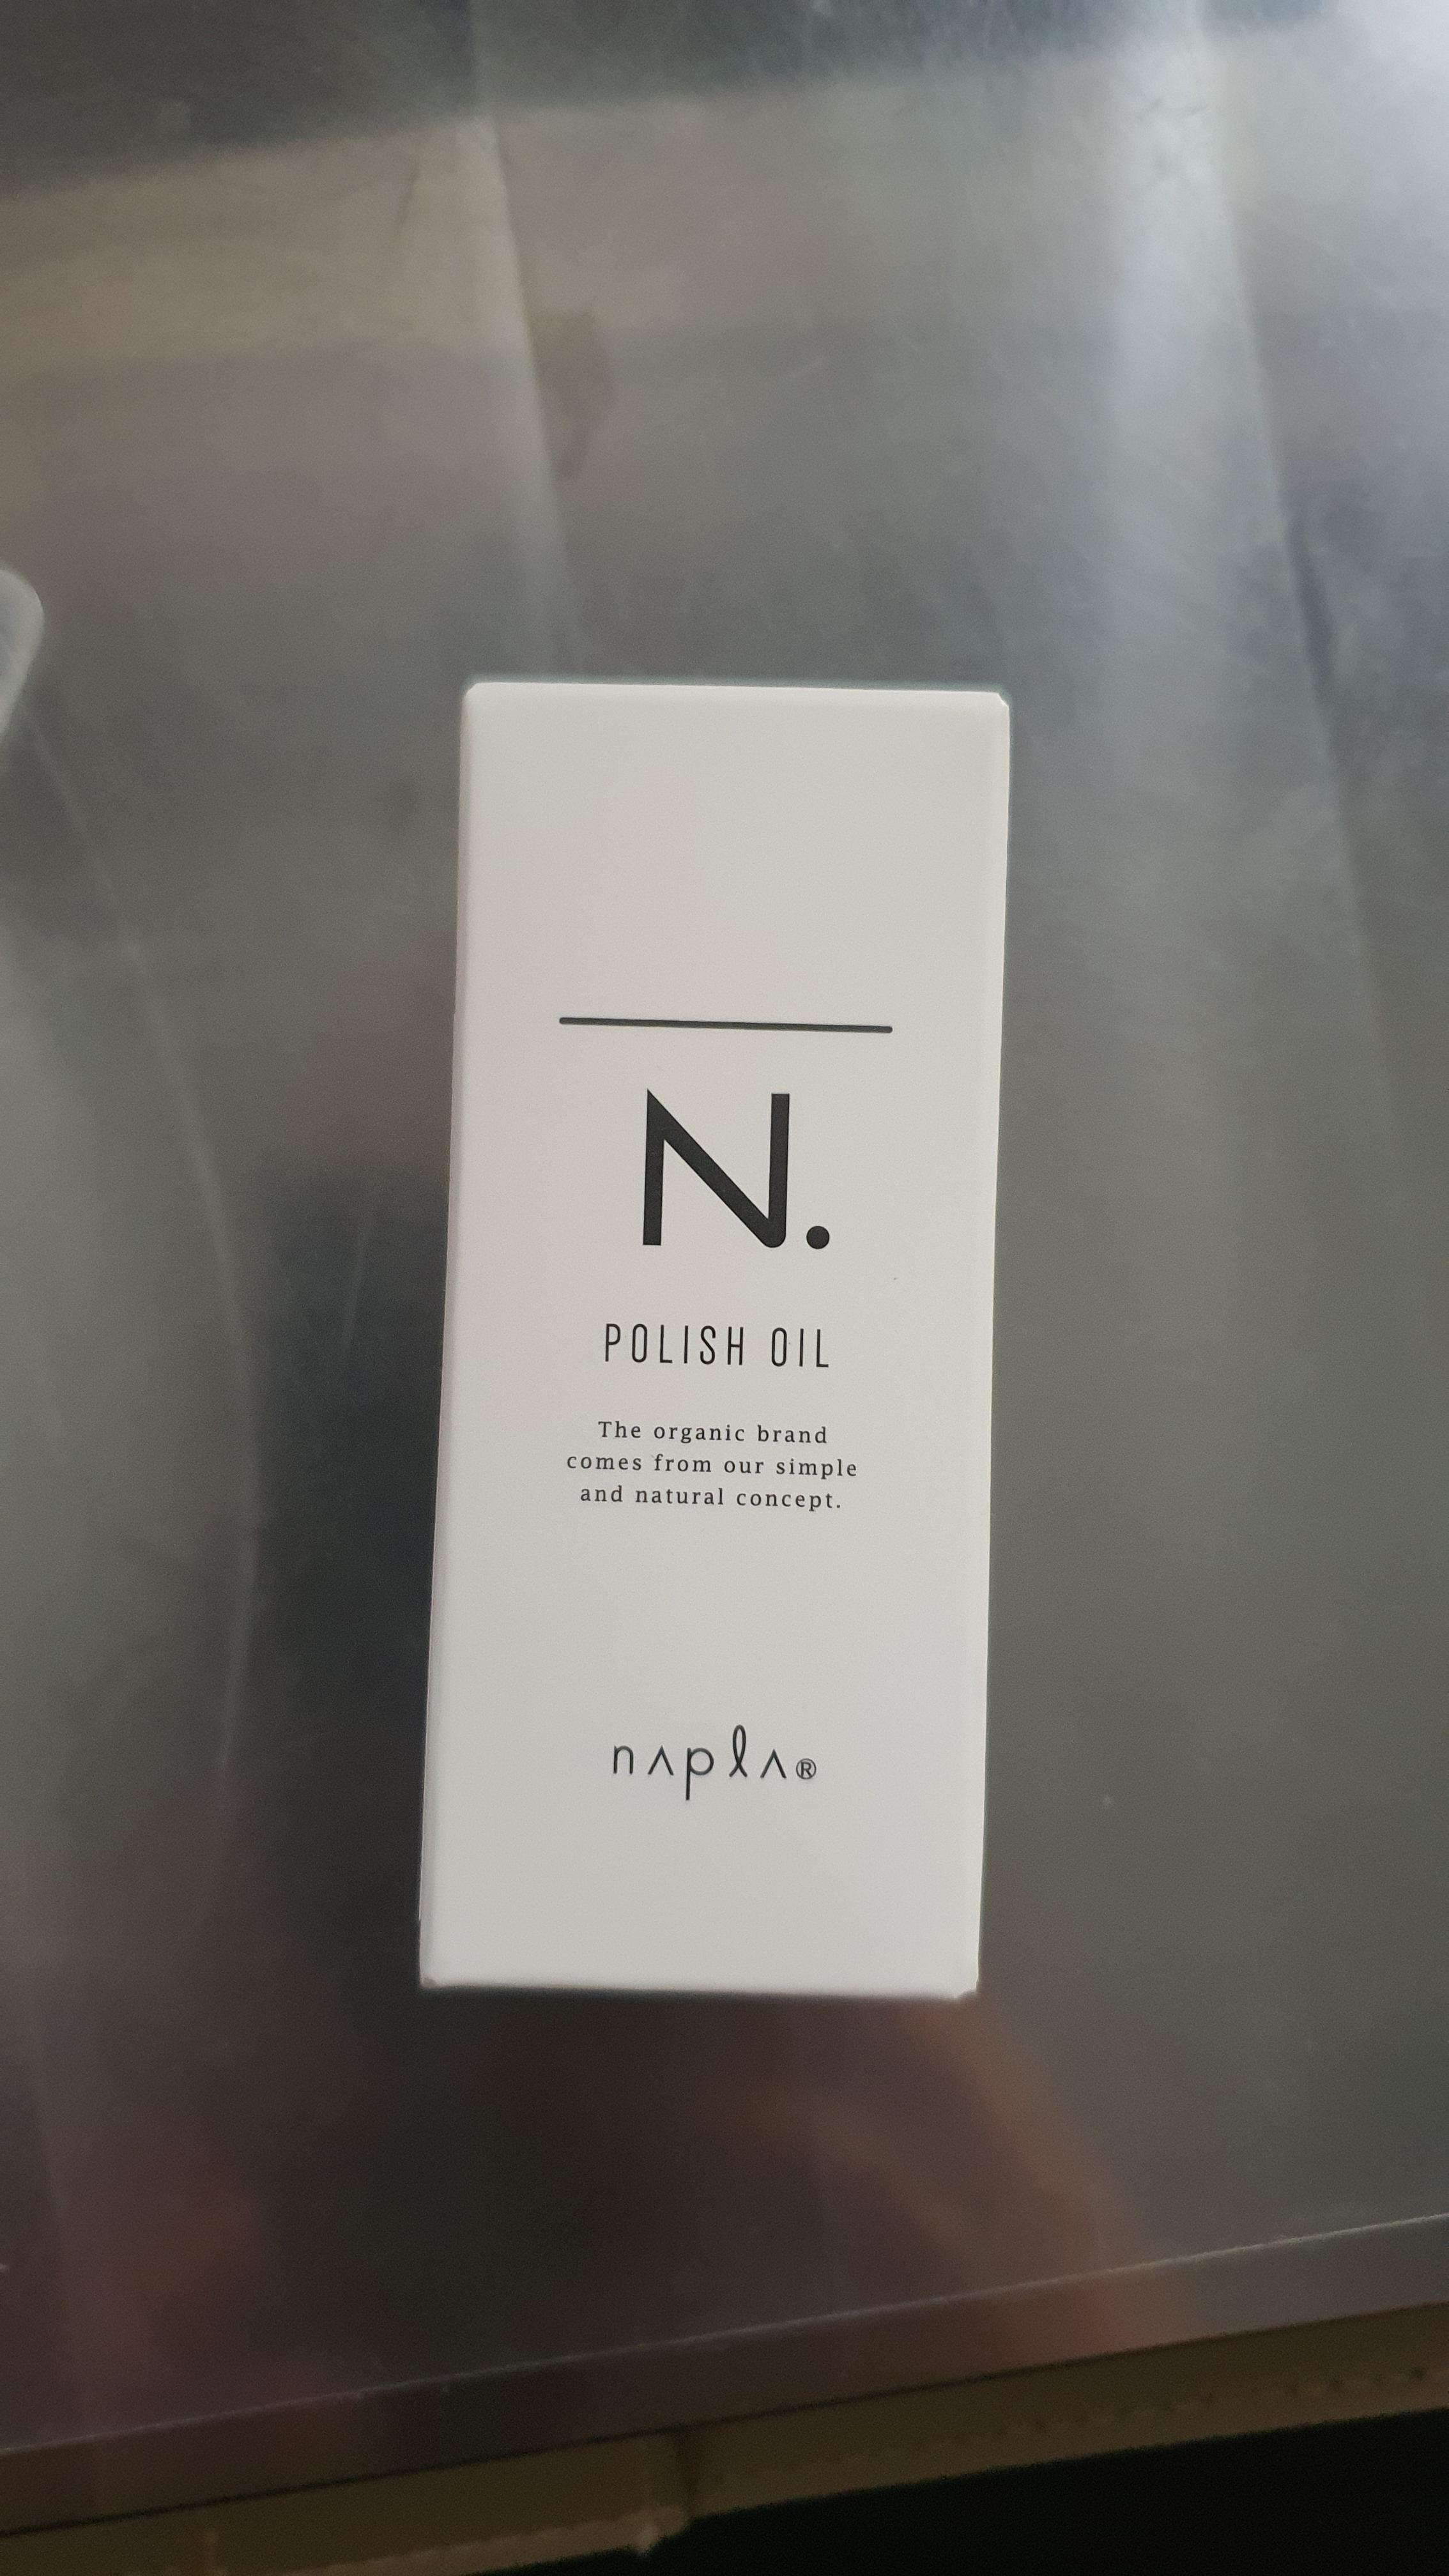 N.
POLISH OIL
The organic brand
comes from our simple
and natural concept.
napla®